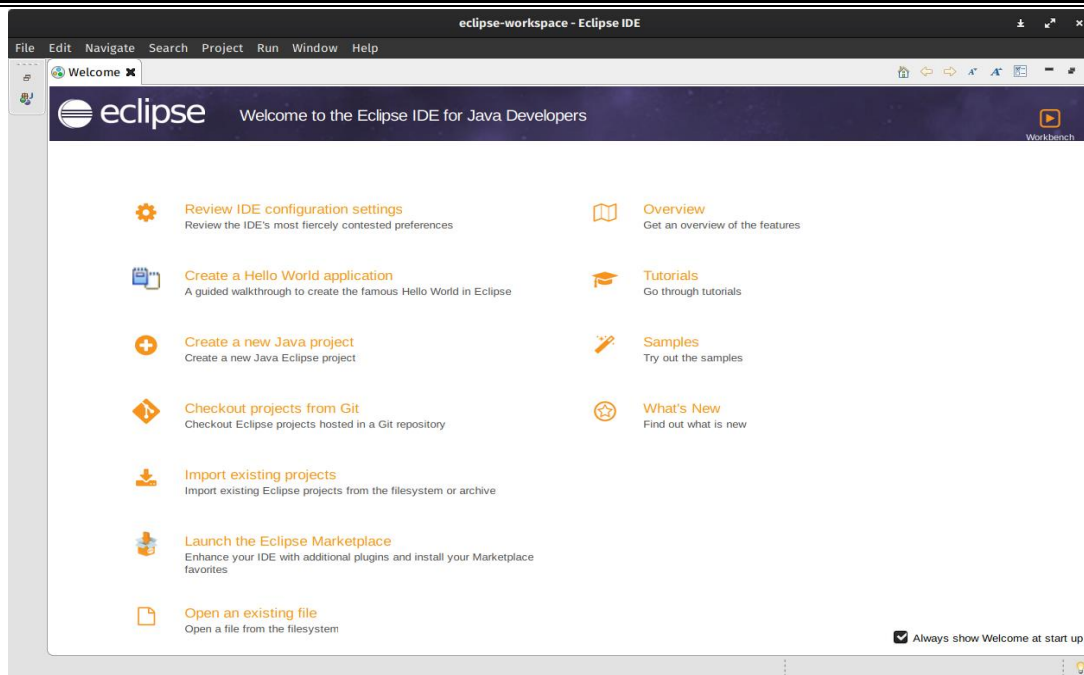 eclipse-workspace - Eclipse IDE
File Edit Navigate Search Project Run Window Help
Welcome
eclipse Welcome to the Eclipse IDE for Java Developers
Workbench
Review IDE configuration settings
Review the IDE's most fiercely contested preferences
Create a Hello World application
A guided walkthrough to create the famous Hello World in Eclipse
Create a new Java project
Create a new Java Eclipse project
Checkout projects from Git
Checkout Eclipse projects hosted in a Git repository
Import existing projects
Import existing Eclipse projects from the filesystem or archive
Launch the Eclipse Marketplace
Enhance your IDE with additional plugins and install your Marketplace
favorites
Open an existing file
Open a file from the filesystem
Overview
Get an overview of the features
Tutorials
Go through tutorials
Samples
Try out the samples
What's New
Find out what is new
Always show Welcome at start up